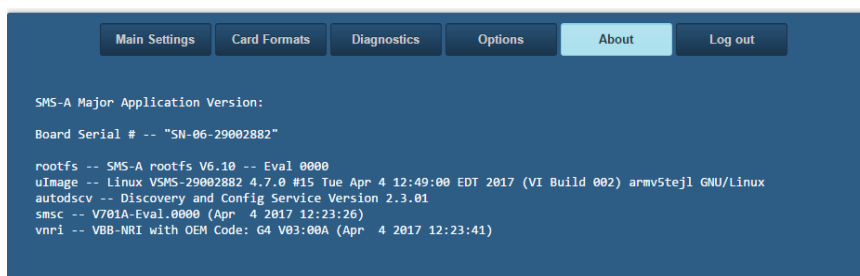 Main Settings Card Formats Diagnostics Options About Log out
SMS-A Major Application Version:
Board Serial # -- "SN-06-29002882"
rootfs -- SMS-A rootfs V6.10 -- Eval 0000
uImage -- Linux VSMS-29002882 4.7.0 #15 Tue Apr 4 12:49:00 EDT 2017 (VI Build 002) armv5tejl GNU/Linux
autodscv -- Discovery and Config Service Version 2.3.01
smsc -- V701A-Eval.0000 (Apr  4 2017 12:23:26)
vnri -- VBB-NRI with OEM Code: G4 V03:00A (Apr  4 2017 12:23:41)